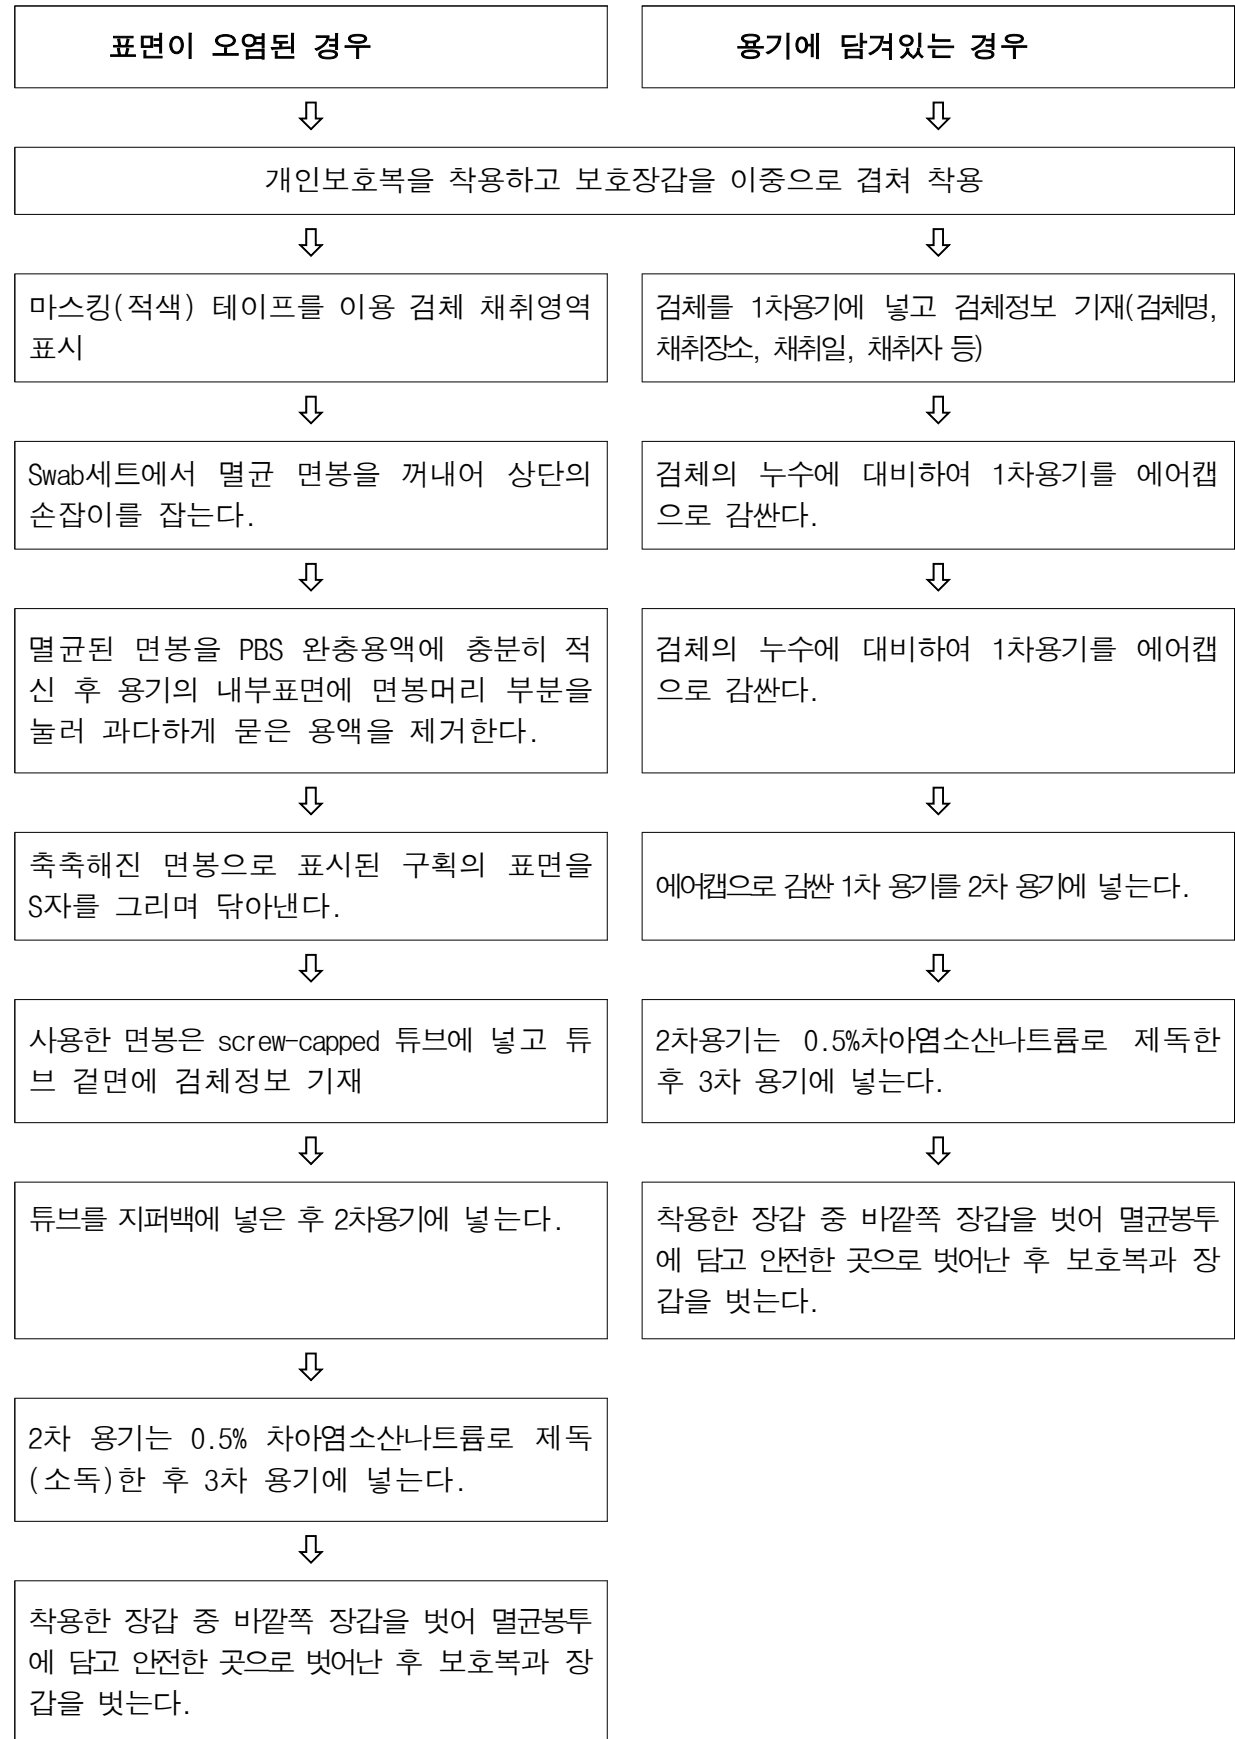 표면이 오염된 경우
용기에 담겨있는 경우
⇩
⇩
개인보호복을 착용하고 보호장갑을 이중으로 겹쳐 착용
⇩
⇩
마스킹(적색) 테이프를 이용 검체 채취영역
표시
검체를 1차용기에 넣고 검체정보 기재(검체명,
채취장소, 채취일, 채취자 등)
⇩
⇩
Swab세트에서 멸균 면봉을 꺼내어 상단의
손잡이를 잡는다.
검체의 누수에 대비하여 1차용기를 에어캡
으로 감싼다.
⇩
⇩
멸균된 면봉을 PBS 완충용액에 충분히 적
신 후 용기의 내부표면에 면봉머리 부분을
눌러 과다하게 묻은 용액을 제거한다.
검체의 누수에 대비하여 1차용기를 에어캡
으로 감싼다.
⇩
⇩
축축해진 면봉으로 표시된 구획의 표면을
S자를 그리며 닦아낸다.
에어캡으로 감싼 1차 용기를 2차 용기에 넣는다.
⇩
⇩
사용한 면봉은 screw-capped 튜브에 넣고 튜
브 겉면에 검체정보 기재
2차용기는 0.5%차아염소산나트륨로 제독한
후 3차 용기에 넣는다.
⇩
⇩
튜브를 지퍼백에 넣은 후 2차용기에 넣는다.
착용한 장갑 중 바깥쪽 장갑을 벗어 멸균봉투
에 담고 안전한 곳으로 벗어난 후 보호복과 장
갑을 벗는다.
⇩
2차 용기는 0.5% 차아염소산나트륨로 제독
(소독)한 후 3차 용기에 넣는다.
⇩
착용한 장갑 중 바깥쪽 장갑을 벗어 멸균봉투
에 담고 안전한 곳으로 벗어난 후 보호복과 장
갑을 벗는다.